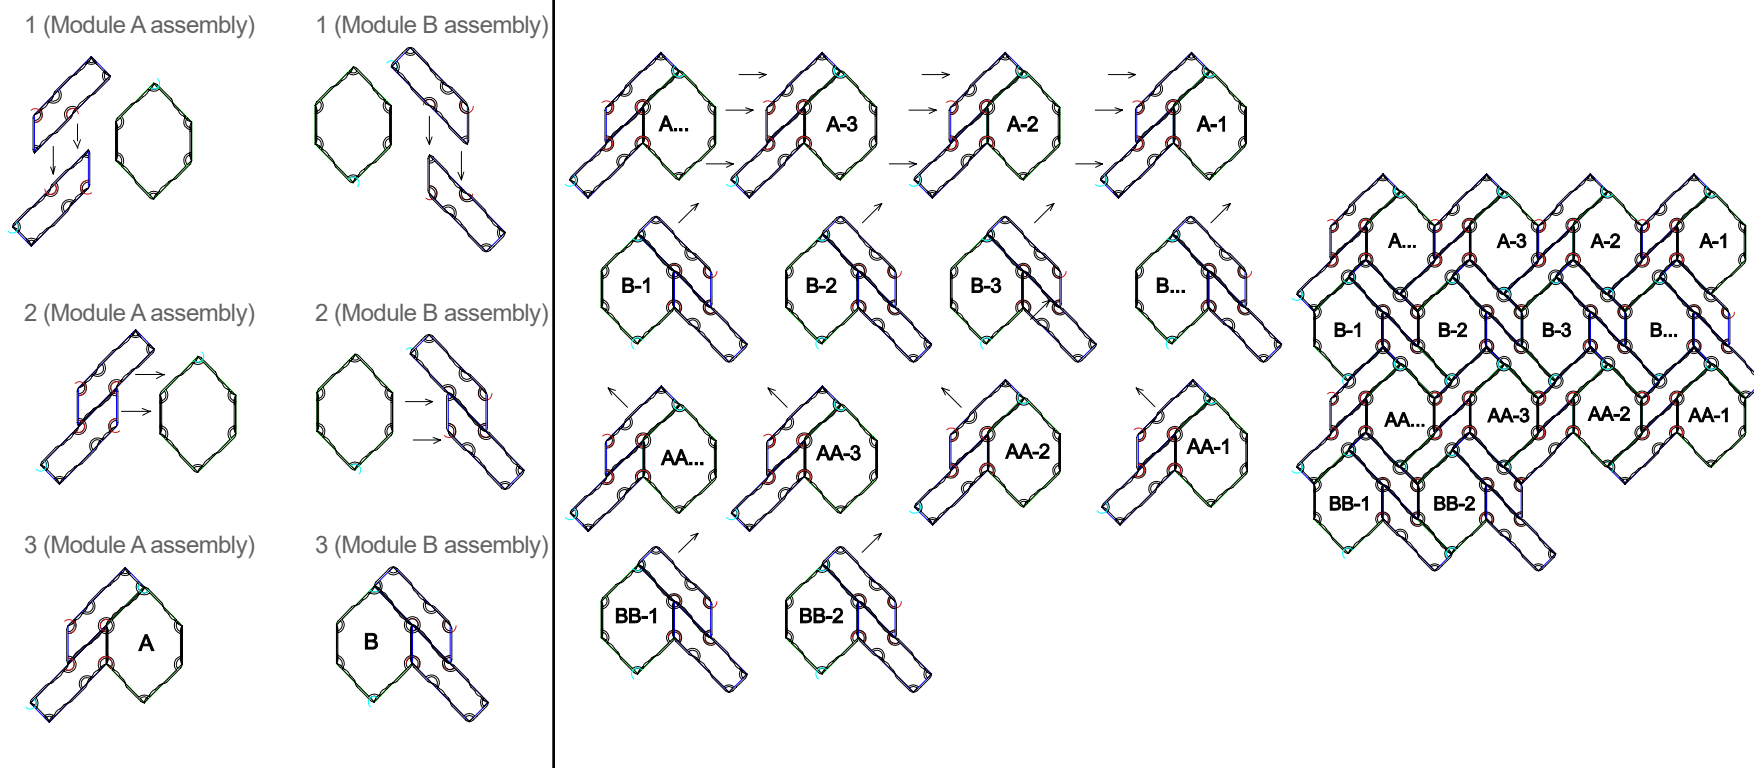 1 (Module A assembly)
1 (Module B assembly)
2 (Module A assembly)
2 (Module B assembly)
3 (Module A assembly)
3 (Module B assembly)
A
B
A... A-3 A-2 A-1
B-1 B-2 B-3 B...
AA... AA-3 AA-2 AA-1
BB-1 BB-2
A... A-3 A-2 A-1
B-1 B-2 B-3 B...
AA... AA-3 AA-2 AA-1
BB-1 BB-2